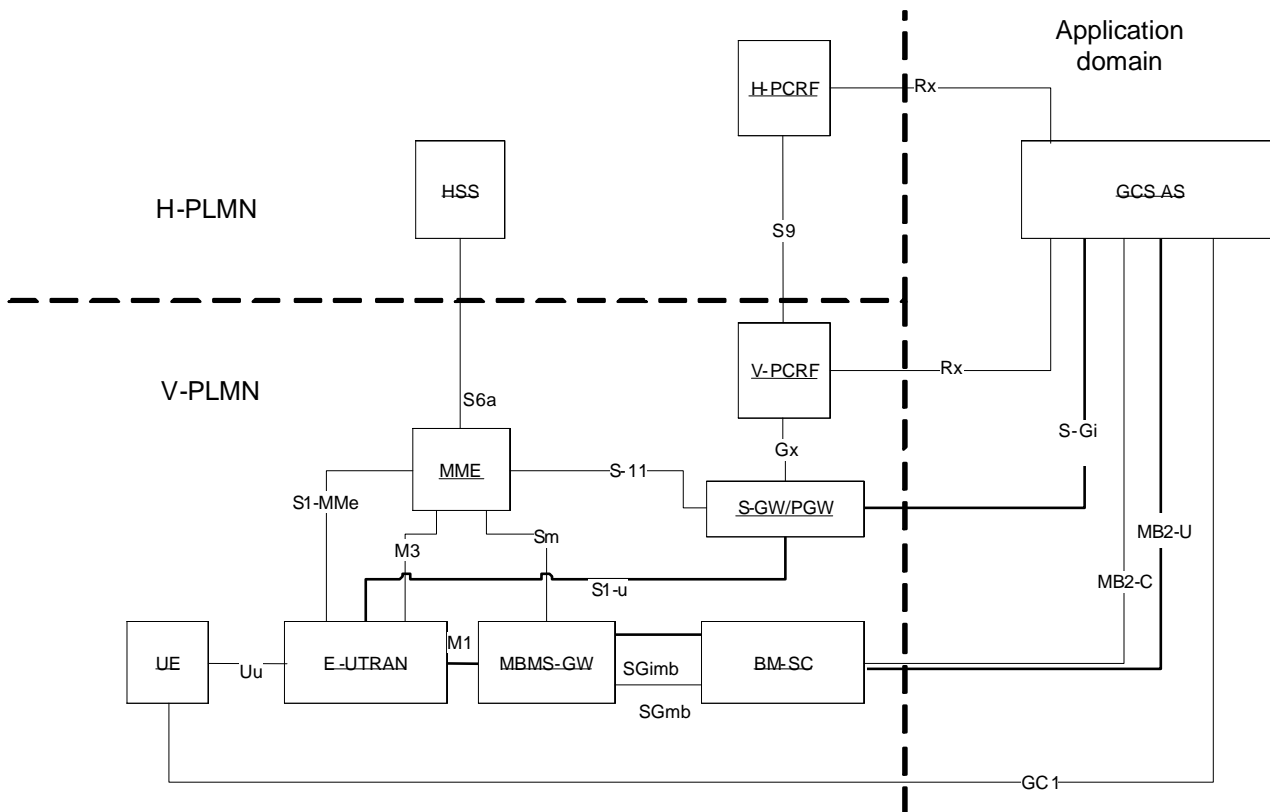 Application
domain
H-PCRF
Rx
GCS AS
HSS
H-PLMN
S9
V-PCRF
Rx
V-PLMN
S6a
S-Gi
Gx
MME
S-11
S1-MMe
S-GW/PGW
Sm
MB2-U
M3
S1-u
MB2-C
M1
UE
Uu
E-UTRAN
MBMS-GW
SGimb
BM-SC
SGmb
GC1